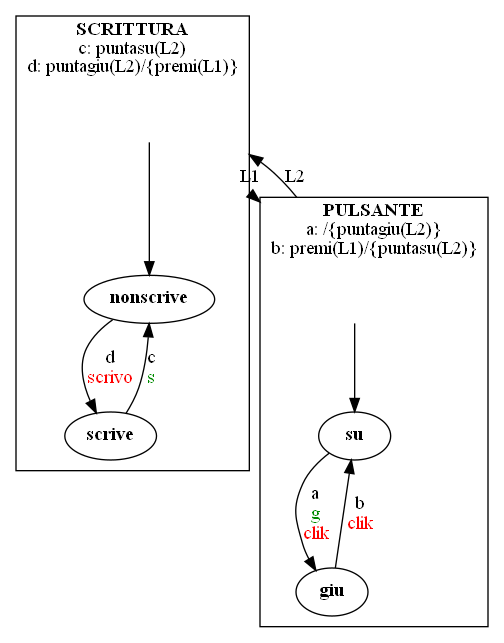 SCRITTURA
c: puntasu(L2)
d: puntagiu(L2)/{premi(L1)}
L1
L2
PULSANTE
a: /{puntagiu(L2)}
b: premi(L1)/{puntasu(L2)}
nonscrive
d
scrivo
c
s
scrive
su
a
g
clik
b
clik
giu